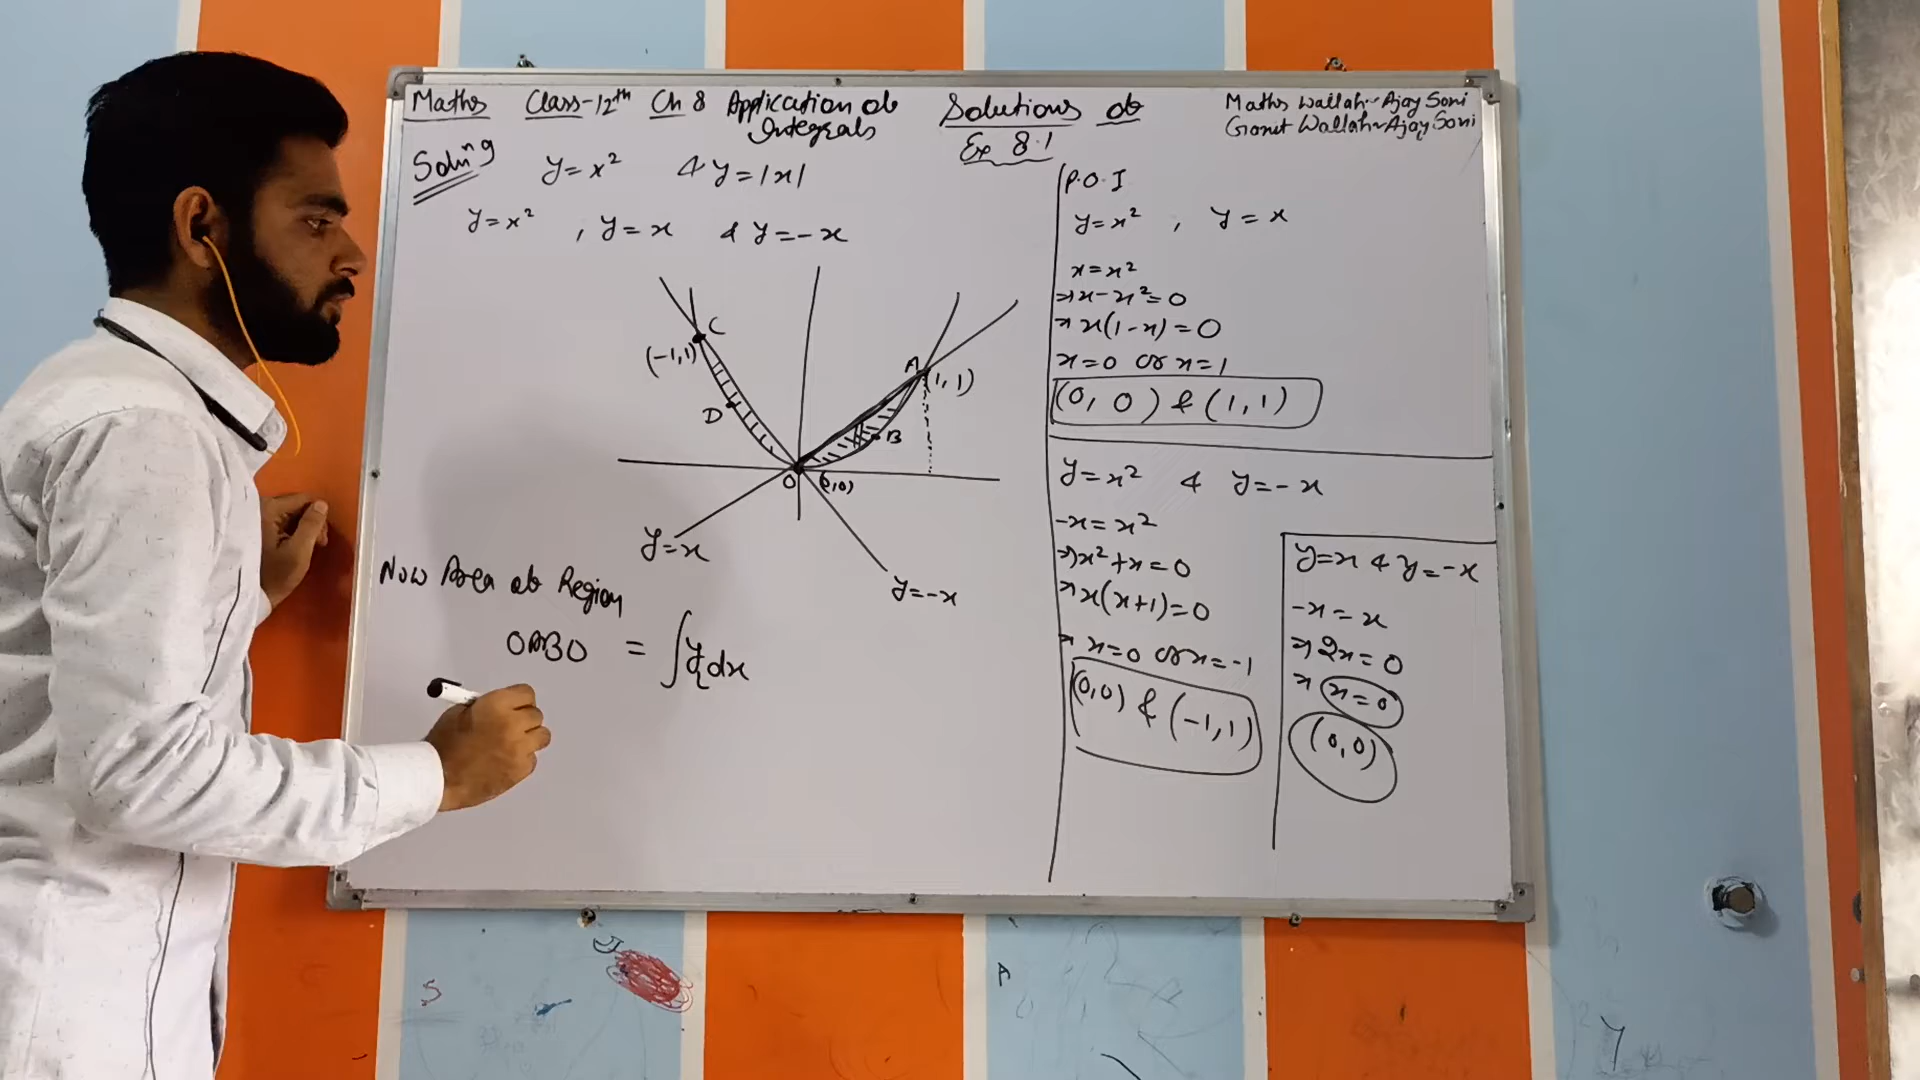 Maths Class-12th Ch 8 Application of Integrals
Solutions of
Ex 8.1
Maths Wallah~Ajay Soni
Ganit Wallah~Ajay Soni
Soln 9 y=x² & y=|x|
y=x² , y=x & y=-x
C
(-1,1)
D
A
(1,1)
B
O (0,0)
y=x
y=-x
Now Area of Region
OABO = ∫ y dx
P.O.I
y=x² , y=x
x=x²
⇒x-x²=0
⇒x(1-x)=0
x=0 or x=1
(0,0) & (1,1)
y=x² & y=-x
-x=x²
⇒x²+x=0
⇒x(x+1)=0
⇒x=0 or x=-1
(0,0) & (-1,1)
y=x & y=-x
-x=x
⇒2x=0
⇒x=0
(0,0)
S
A